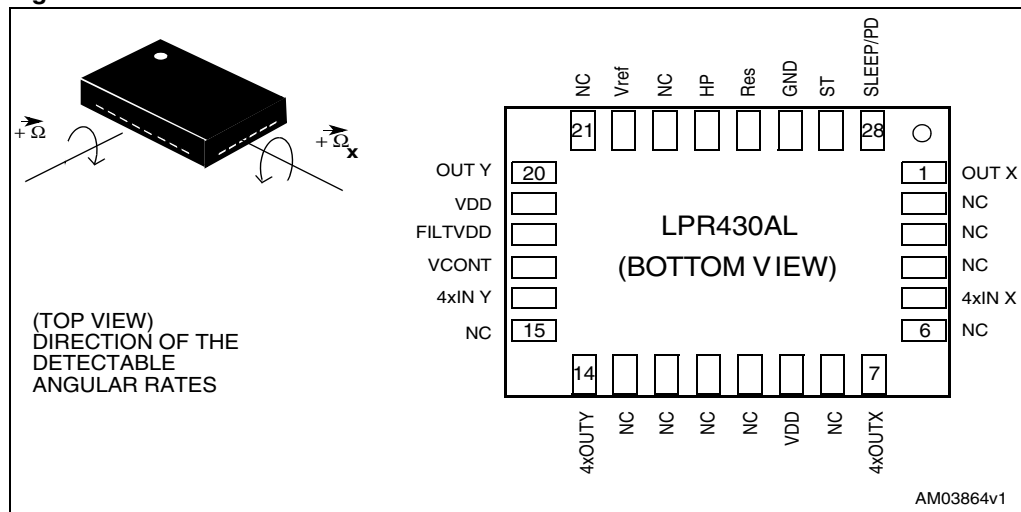 NC
Vref
NC
HP
Res
GND
ST
SLEEP/PD
21
28
+ Ω
+ Ω x
OUT Y
20
1
OUT X
VDD
NC
FILTVDD
NC
VCONT
NC
4xIN Y
4xIN X
NC
15
6
NC
LPR430AL
(BOTTOM VIEW)
(TOP VIEW)
DIRECTION OF THE
DETECTABLE
ANGULAR RATES
14
7
4xOUTY
NC
NC
NC
NC
VDD
NC
4xOUTX
AM03864v1